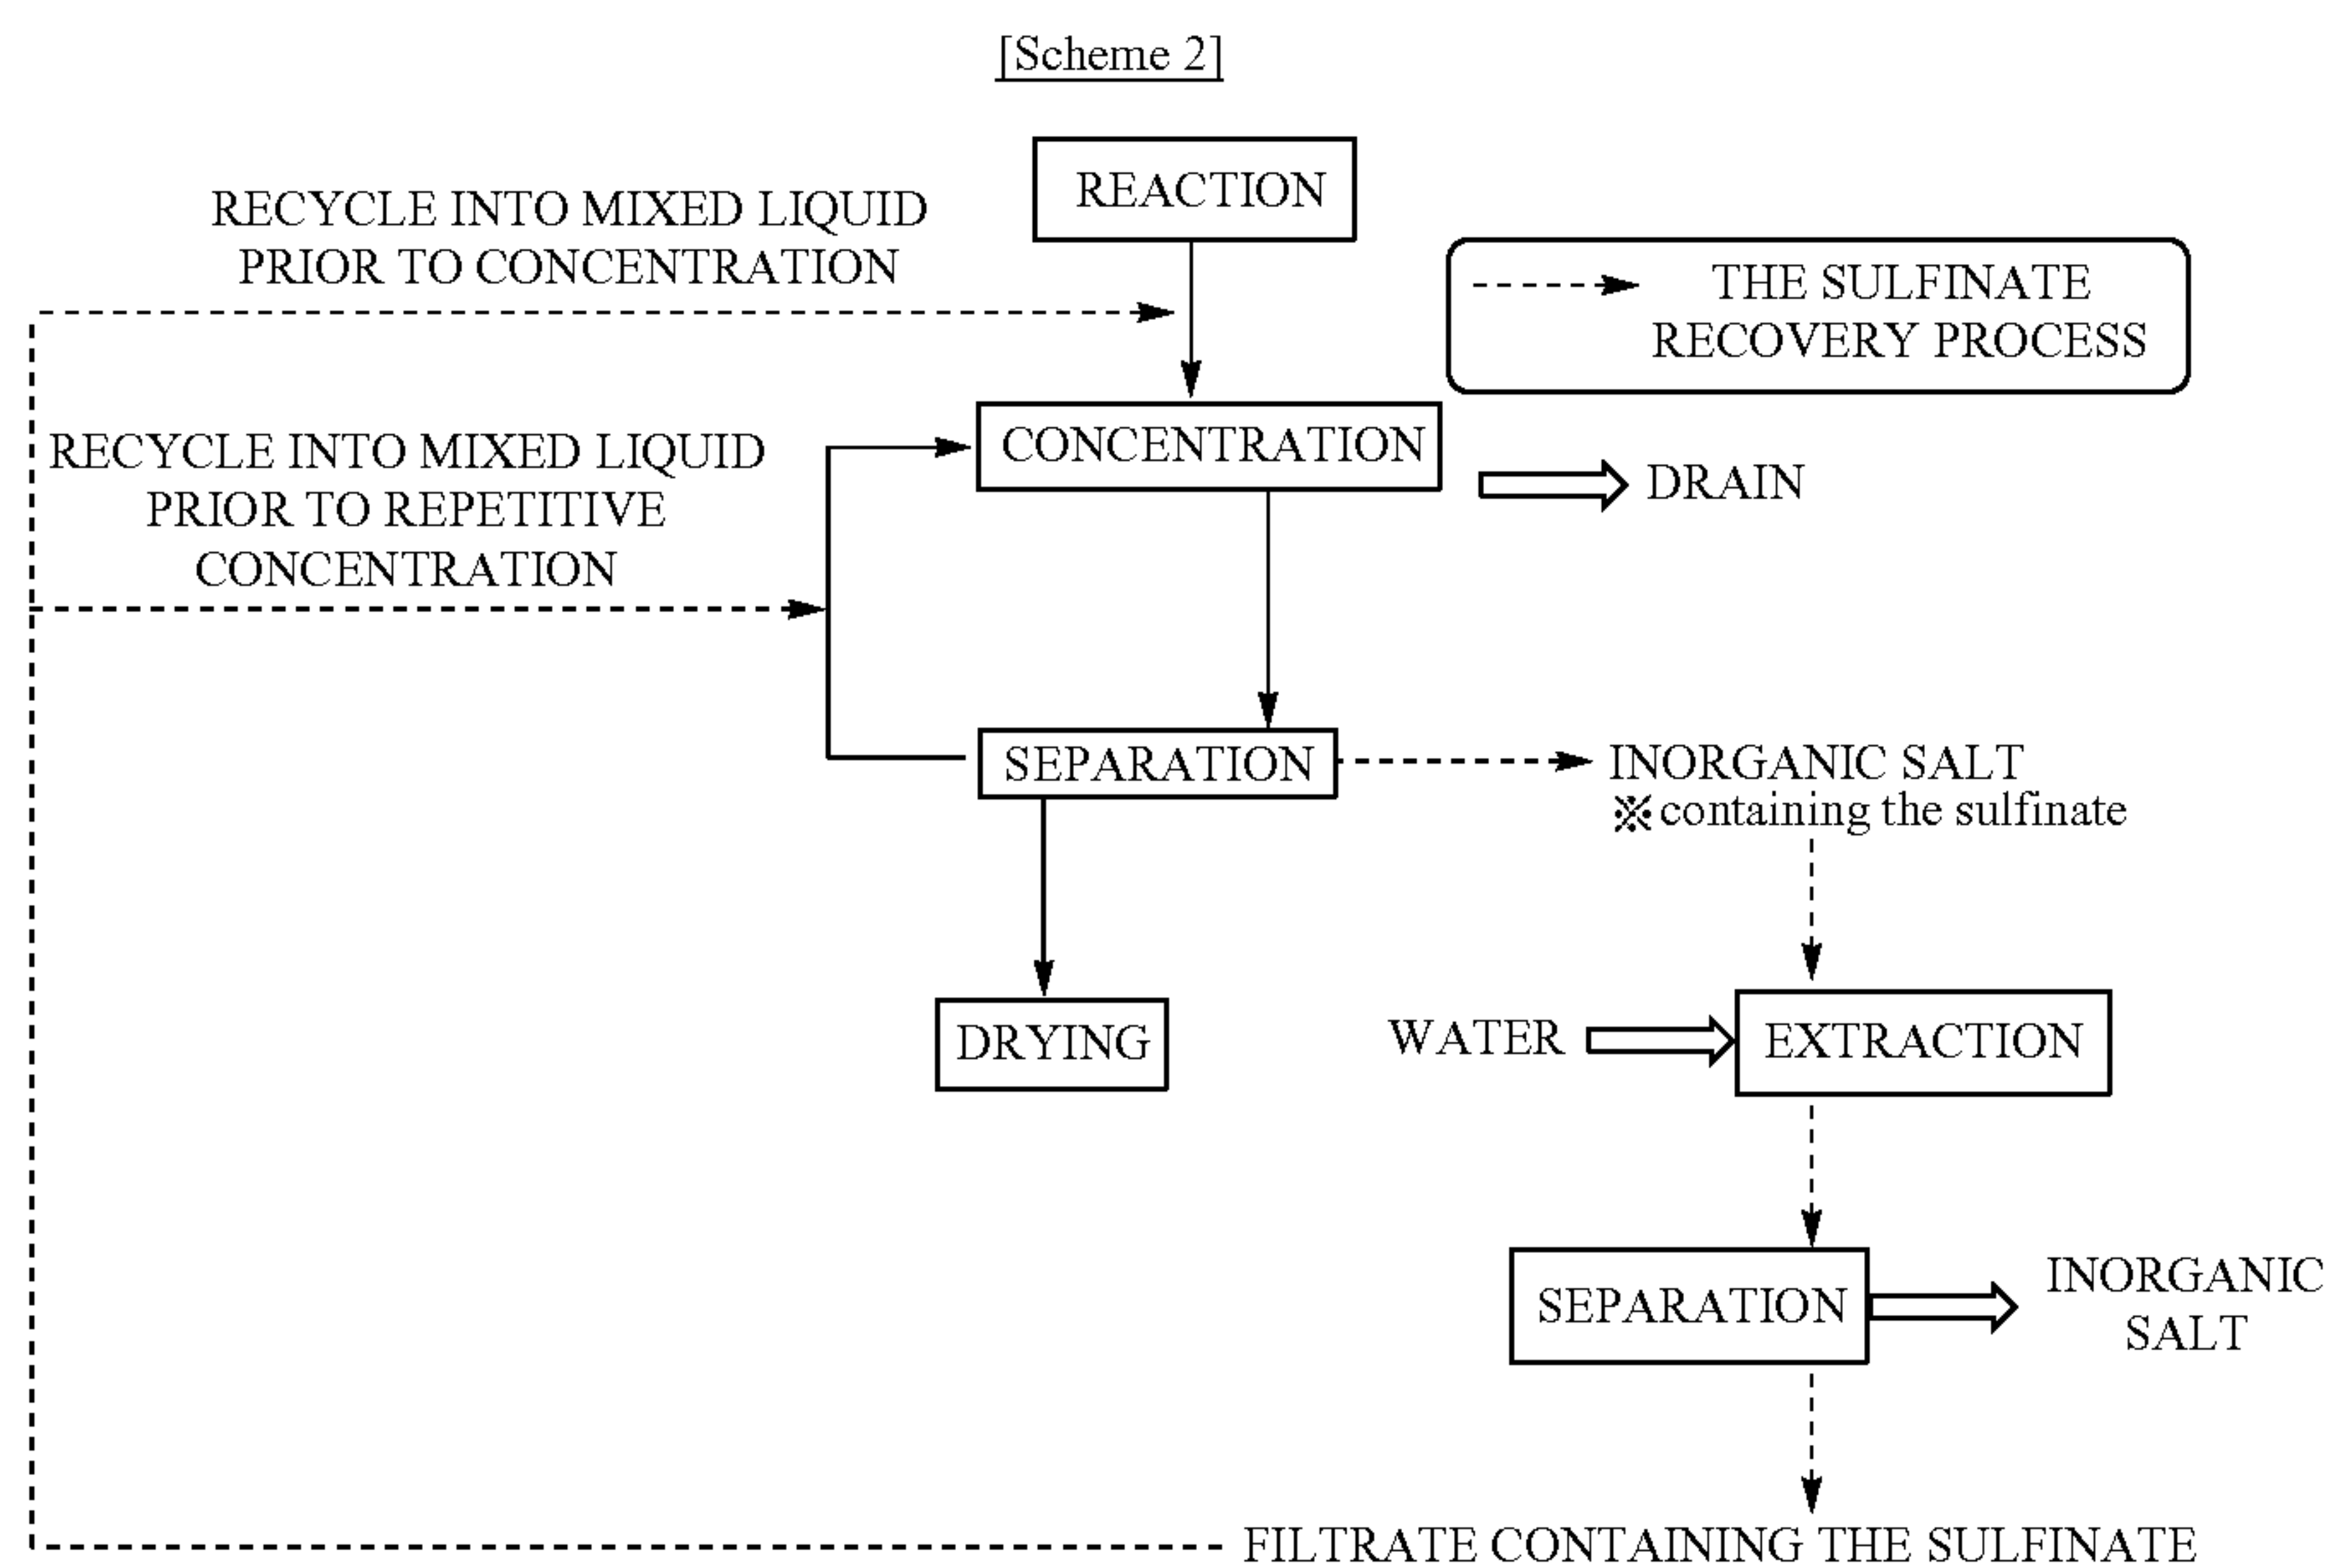 [Scheme 2]
REACTION
RECYCLE INTO MIXED LIQUID
PRIOR TO CONCENTRATION
THE SULFINATE
RECOVERY PROCESS
CONCENTRATION
DRAIN
RECYCLE INTO MIXED LIQUID
PRIOR TO REPETITIVE
CONCENTRATION
SEPARATION
INORGANIC SALT
※containing the sulfinate
DRYING
WATER
EXTRACTION
SEPARATION
INORGANIC
SALT
FILTRATE CONTAINING THE SULFINATE